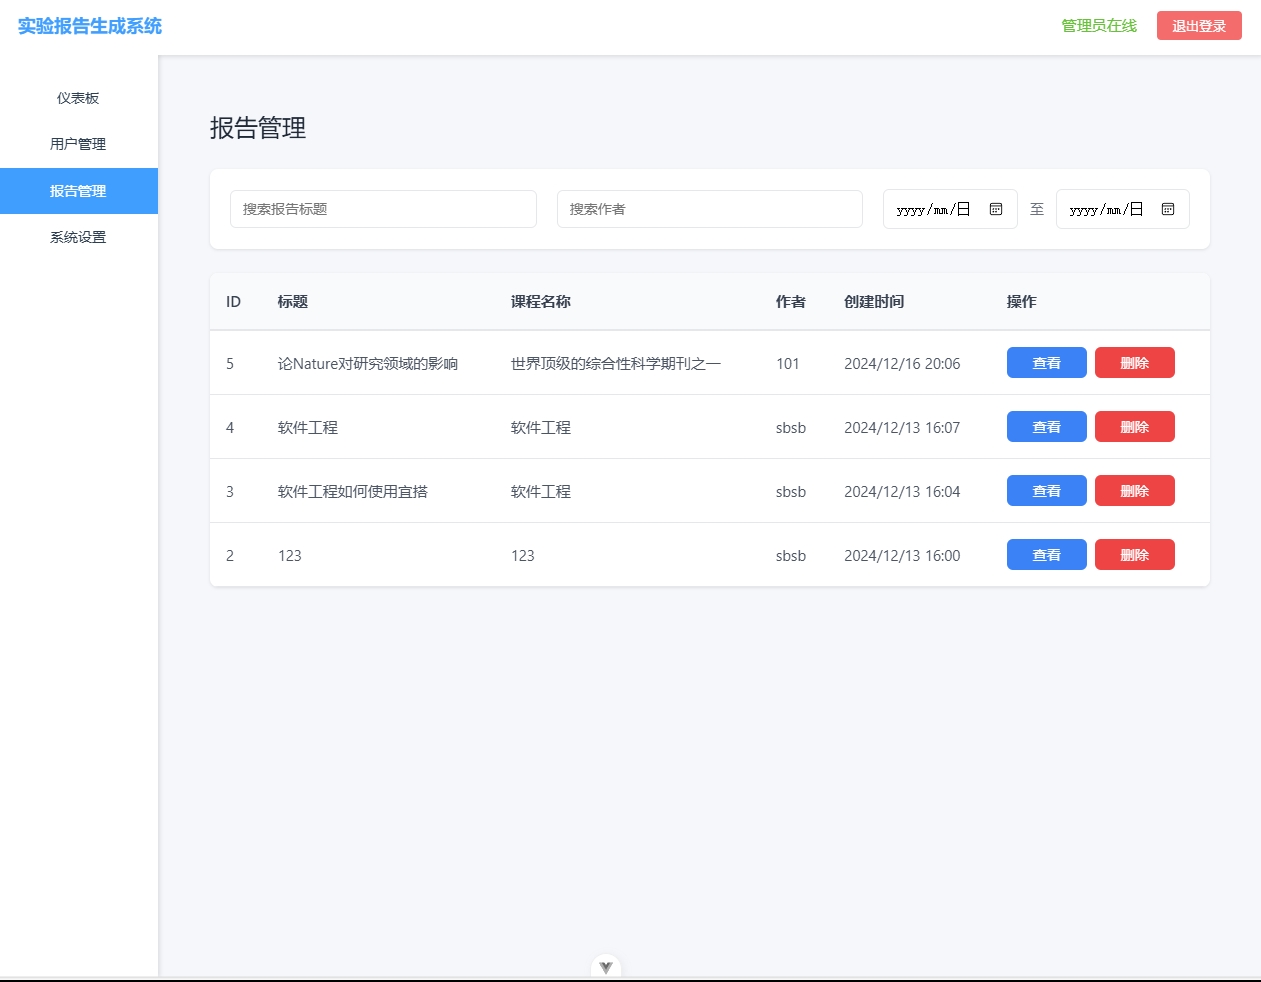 实验报告生成系统 管理员在线 退出登录
仪表板
用户管理
报告管理
系统设置
报告管理
搜索报告标题 搜索作者 yyyy/mm/日 至 yyyy/mm/日
ID 标题 课程名称 作者 创建时间 操作
5 论Nature对研究领域的影响 世界顶级的综合性科学期刊之一 101 2024/12/16 20:06 查看 删除
4 软件工程 软件工程 sbsb 2024/12/13 16:07 查看 删除
3 软件工程如何使用宜搭 软件工程 sbsb 2024/12/13 16:04 查看 删除
2 123 123 sbsb 2024/12/13 16:00 查看 删除